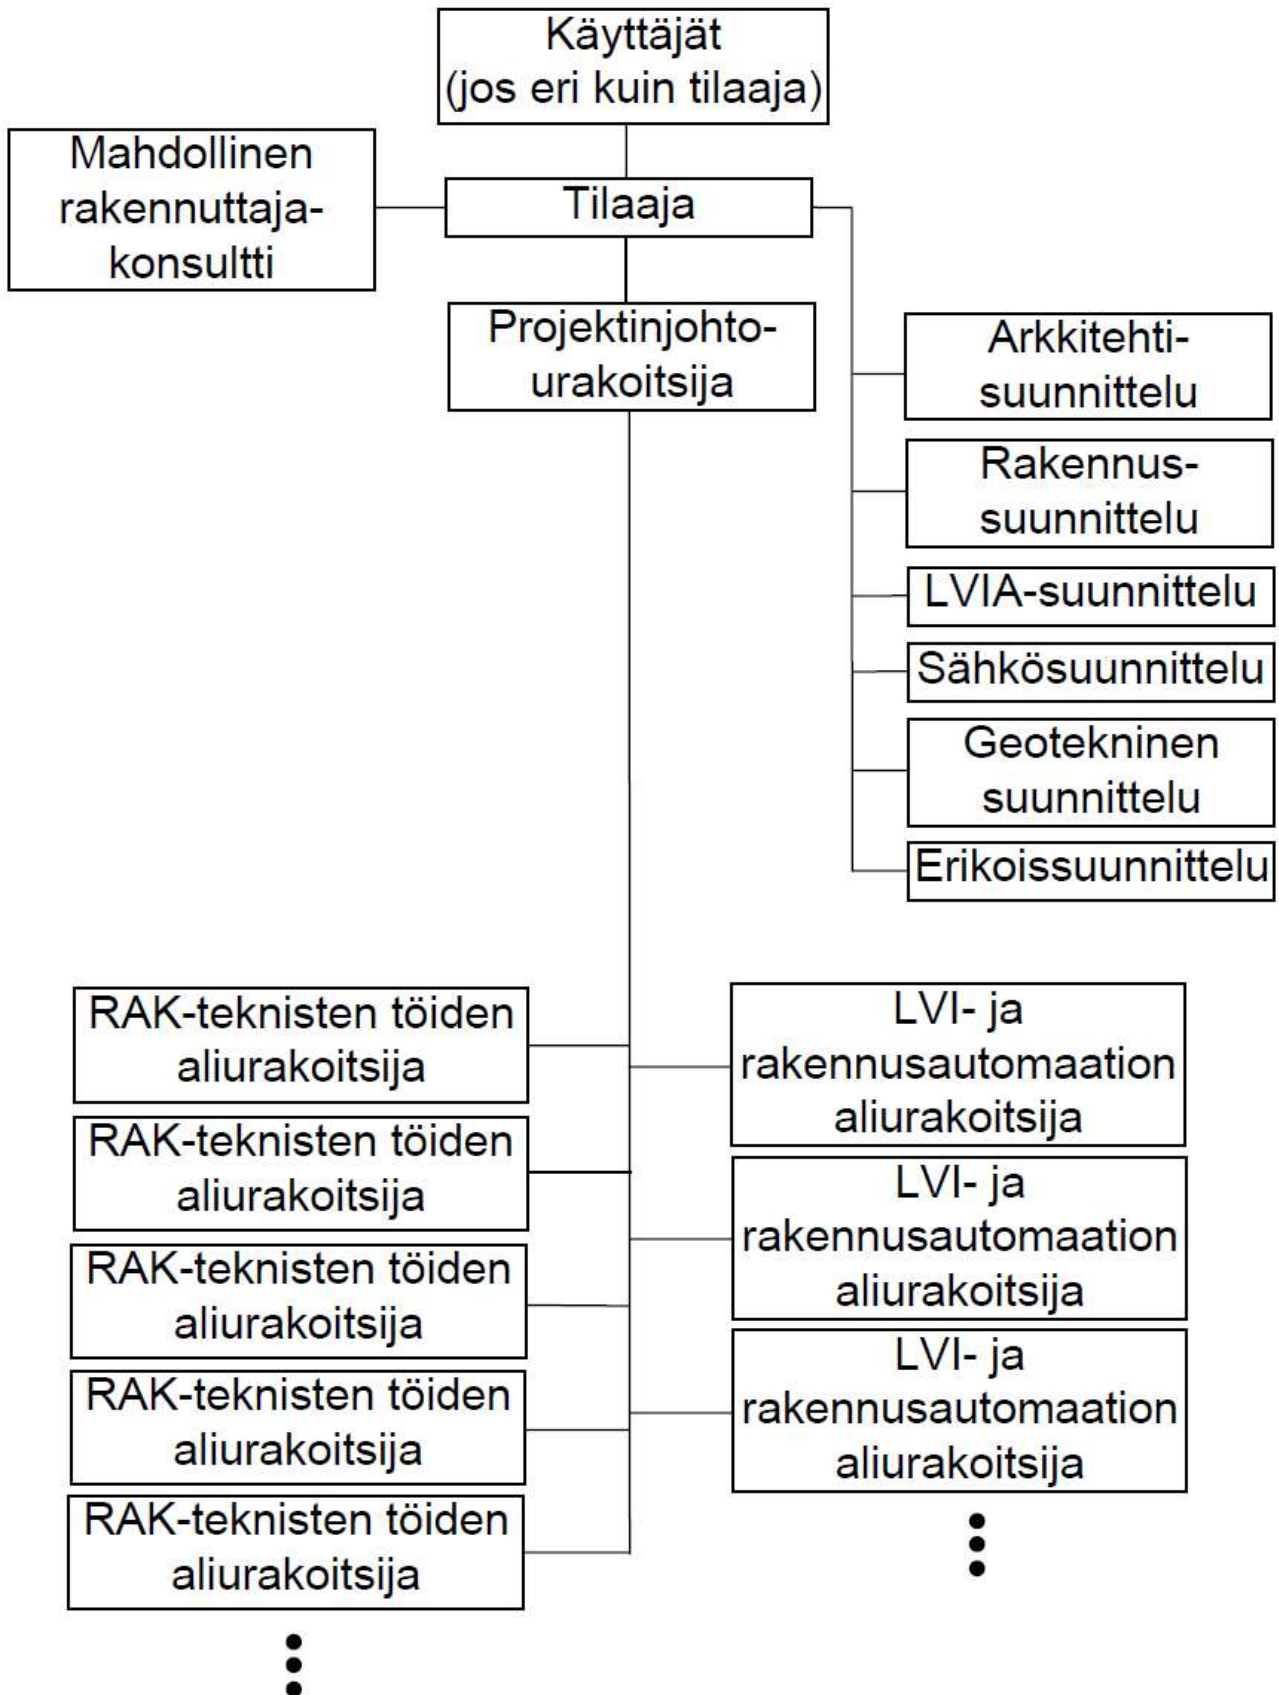 Käyttäjät
(jos eri kuin tilaaja)
Mahdollinen
rakennuttaja-
konsultti
Tilaaja
Projektinjohto-
urakoitsija
Arkkitehti-
suunnittelu
Rakennus-
suunnittelu
LVIA-suunnittelu
Sähkösuunnittelu
Geotekninen
suunnittelu
Erikoissuunnittelu
RAK-teknisten töiden
aliurakoitsija
RAK-teknisten töiden
aliurakoitsija
RAK-teknisten töiden
aliurakoitsija
RAK-teknisten töiden
aliurakoitsija
RAK-teknisten töiden
aliurakoitsija
LVI- ja
rakennusautomaation
aliurakoitsija
LVI- ja
rakennusautomaation
aliurakoitsija
LVI- ja
rakennusautomaation
aliurakoitsija